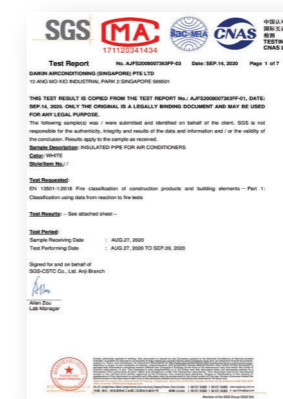 SGS
MA
171120341434
ilac-MRA
CNAS
TESTING
CNAS L
Test Report
No. AJFS2008007363FF-03
Date: SEP.14, 2020
Page 1 of 7
DAIKIN AIRCONDITIONING (SINGAPORE) PTE LTD
10 ANG MO KIO INDUSTRIAL PARK 2 SINGAPORE 569501
THIS TEST RESULT IS COPIED FROM THE TEST REPORT No.: AJFS2008007363FF-01, DATE:
SEP.14, 2020. ONLY THE ORIGINAL IS A LEGALLY BINDING DOCUMENT AND MAY BE USED
FOR ANY LEGAL PURPOSE.
The following sample(s) was / were submitted and identified on behalf of the client. SGS is not
responsible for the authenticity, integrity and results of the data and information and / or the validity of
the conclusion. Results apply to the sample as received.
Sample Description: INSULATED PIPE FOR AIR CONDITIONERS
Color: WHITE
Style/Item No.: /
Test Requested:
EN 13501-1:2018 Fire classification of construction products and building elements – Part 1:
Classification using data from reaction to fire tests
Test Results: – See attached sheet –
Test Period:
Sample Receiving Date : AUG.27, 2020
Test Performing Date : AUG.27, 2020 TO SEP.09, 2020
Signed for and on behalf of
SGS-CSTC Co., Ltd. Anji Branch
Allen Zou
Lab Manager
Member of the SGS Group (SGS SA)